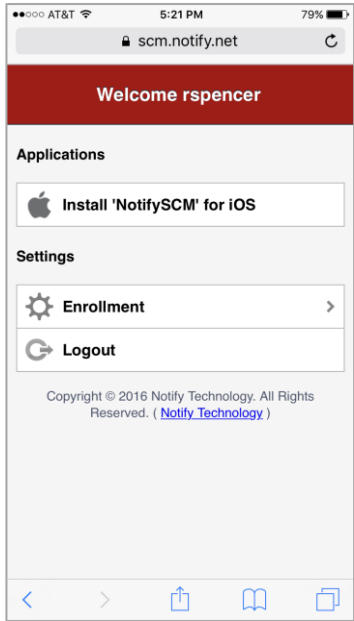 AT&T 5:21 PM 79%
scm.notify.net
Welcome rspencer
Applications
Install 'NotifySCM' for iOS
Settings
Enrollment
Logout
Copyright © 2016 Notify Technology. All Rights
Reserved. ( Notify Technology )